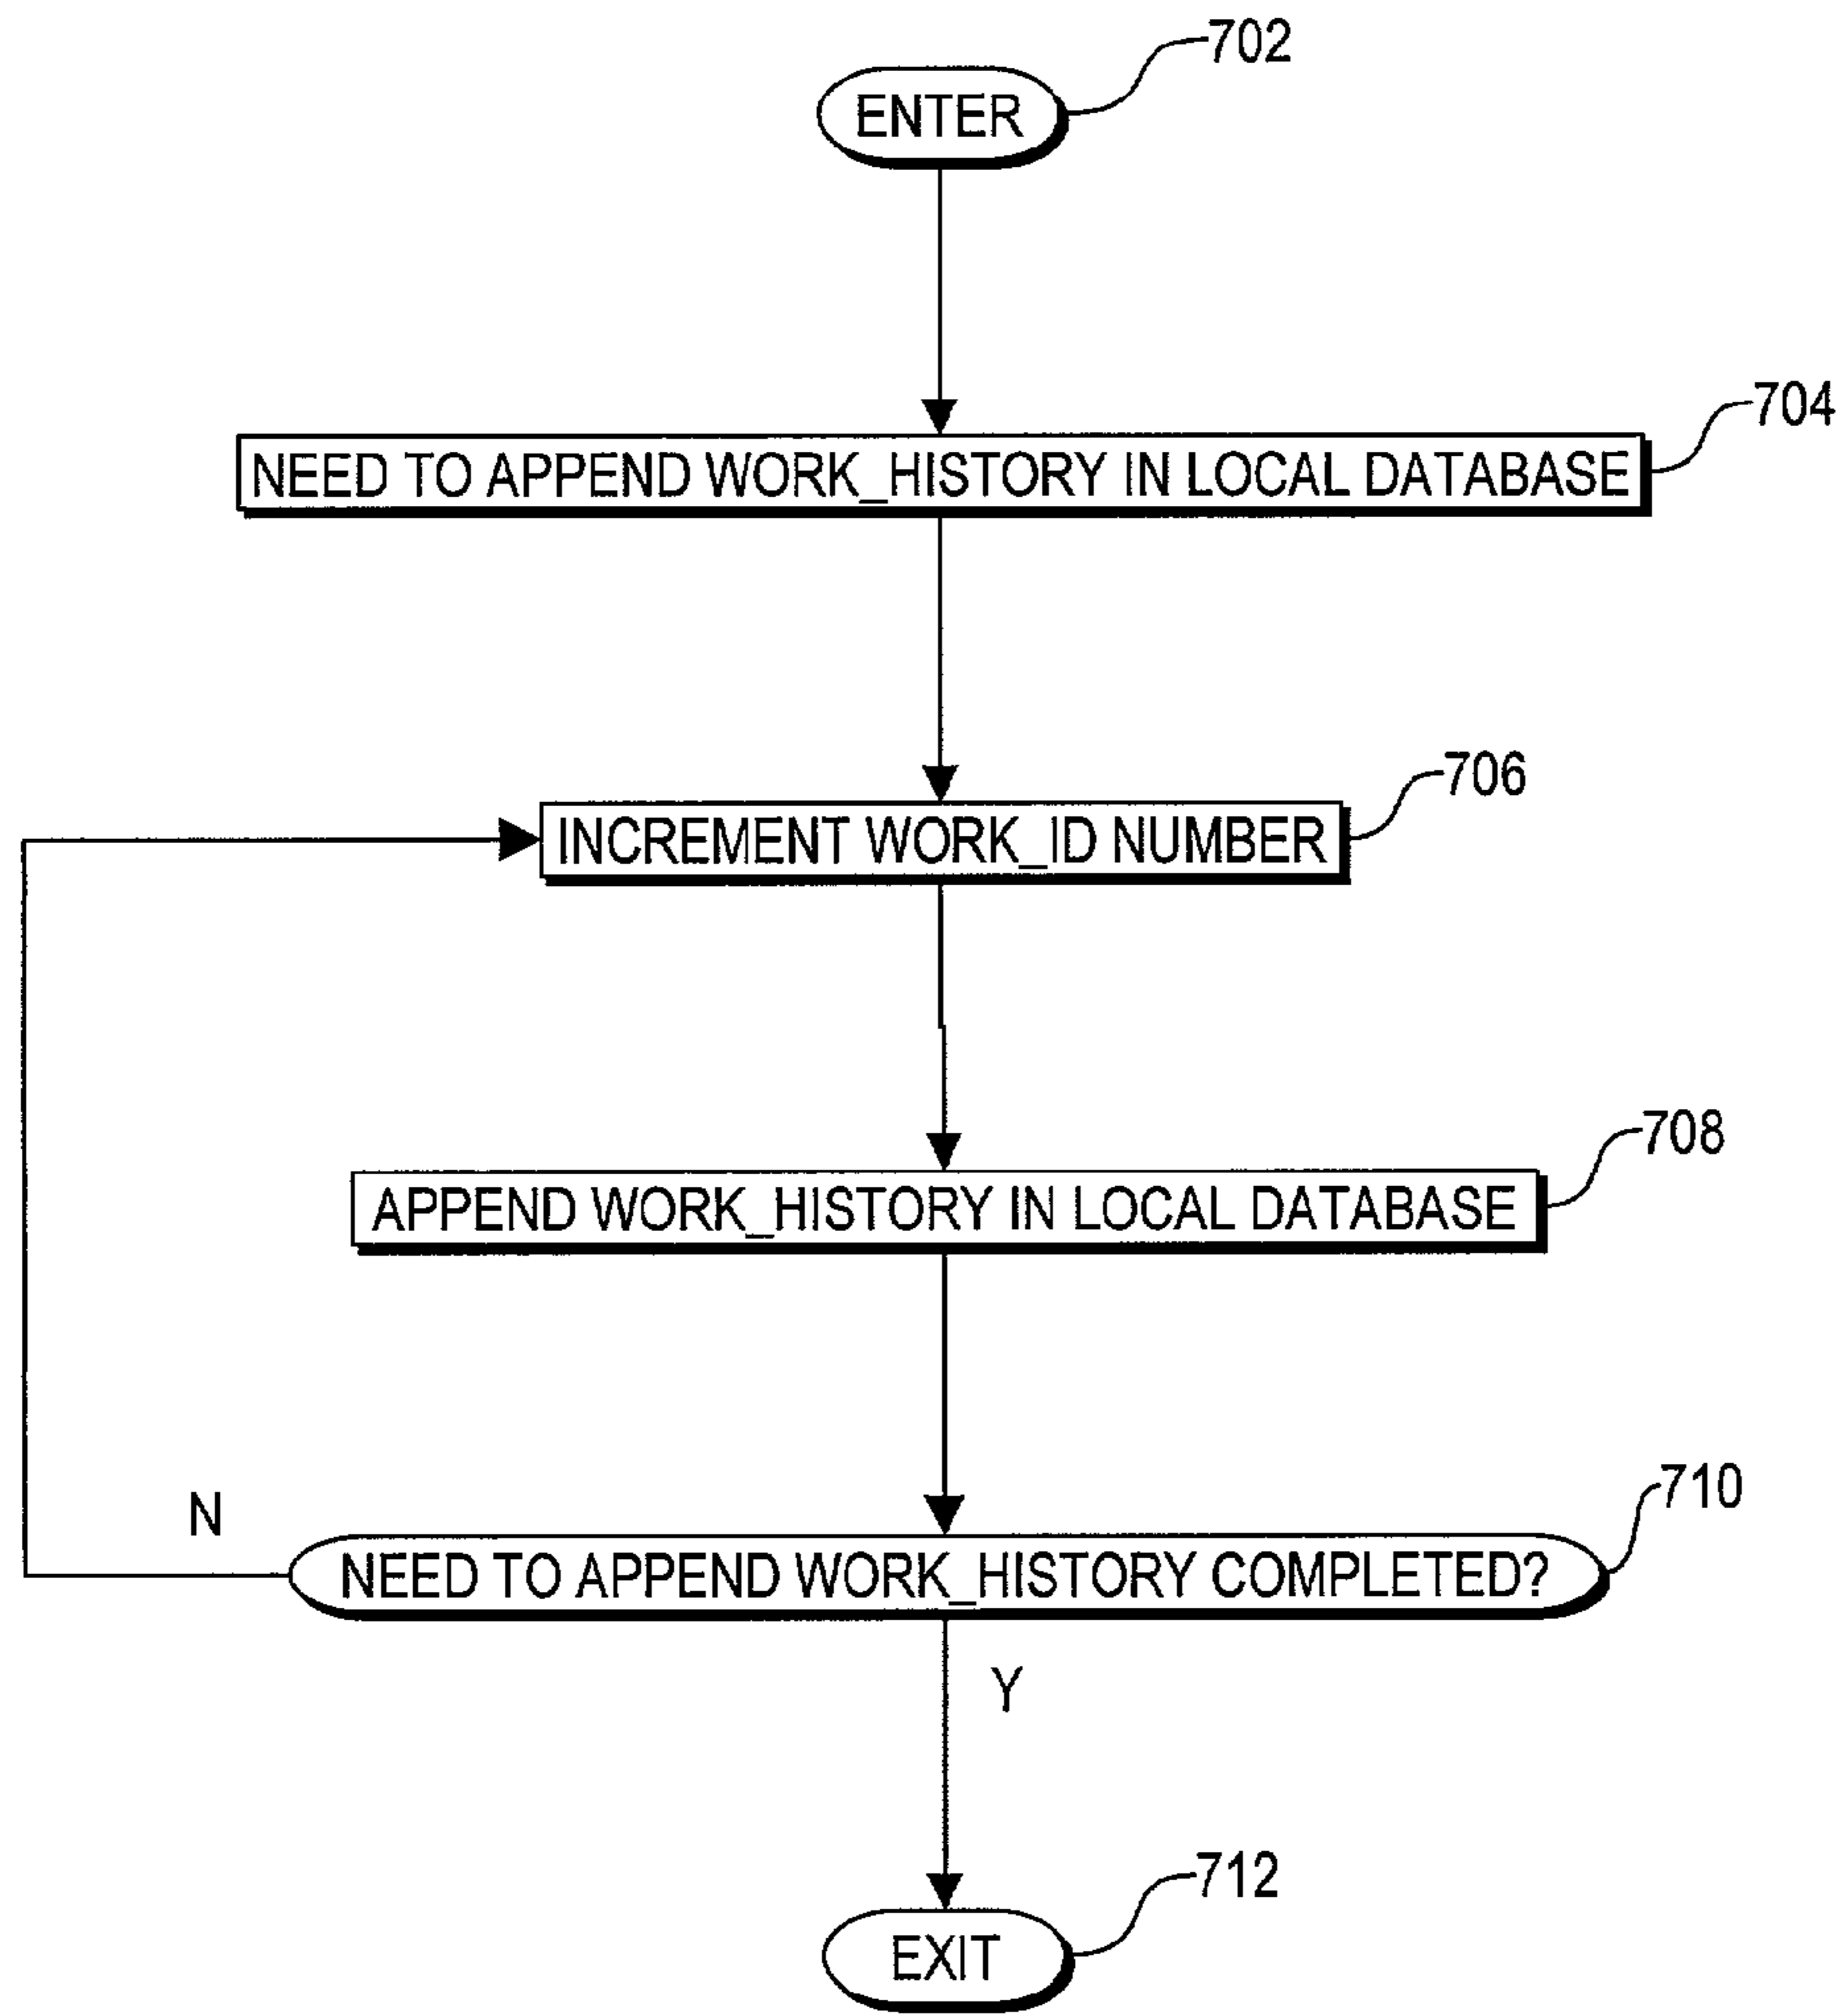 702
ENTER
704
NEED TO APPEND WORK_HISTORY IN LOCAL DATABASE
706
INCREMENT WORK_ID NUMBER
708
APPEND WORK_HISTORY IN LOCAL DATABASE
710
N
NEED TO APPEND WORK_HISTORY COMPLETED?
Y
712
EXIT